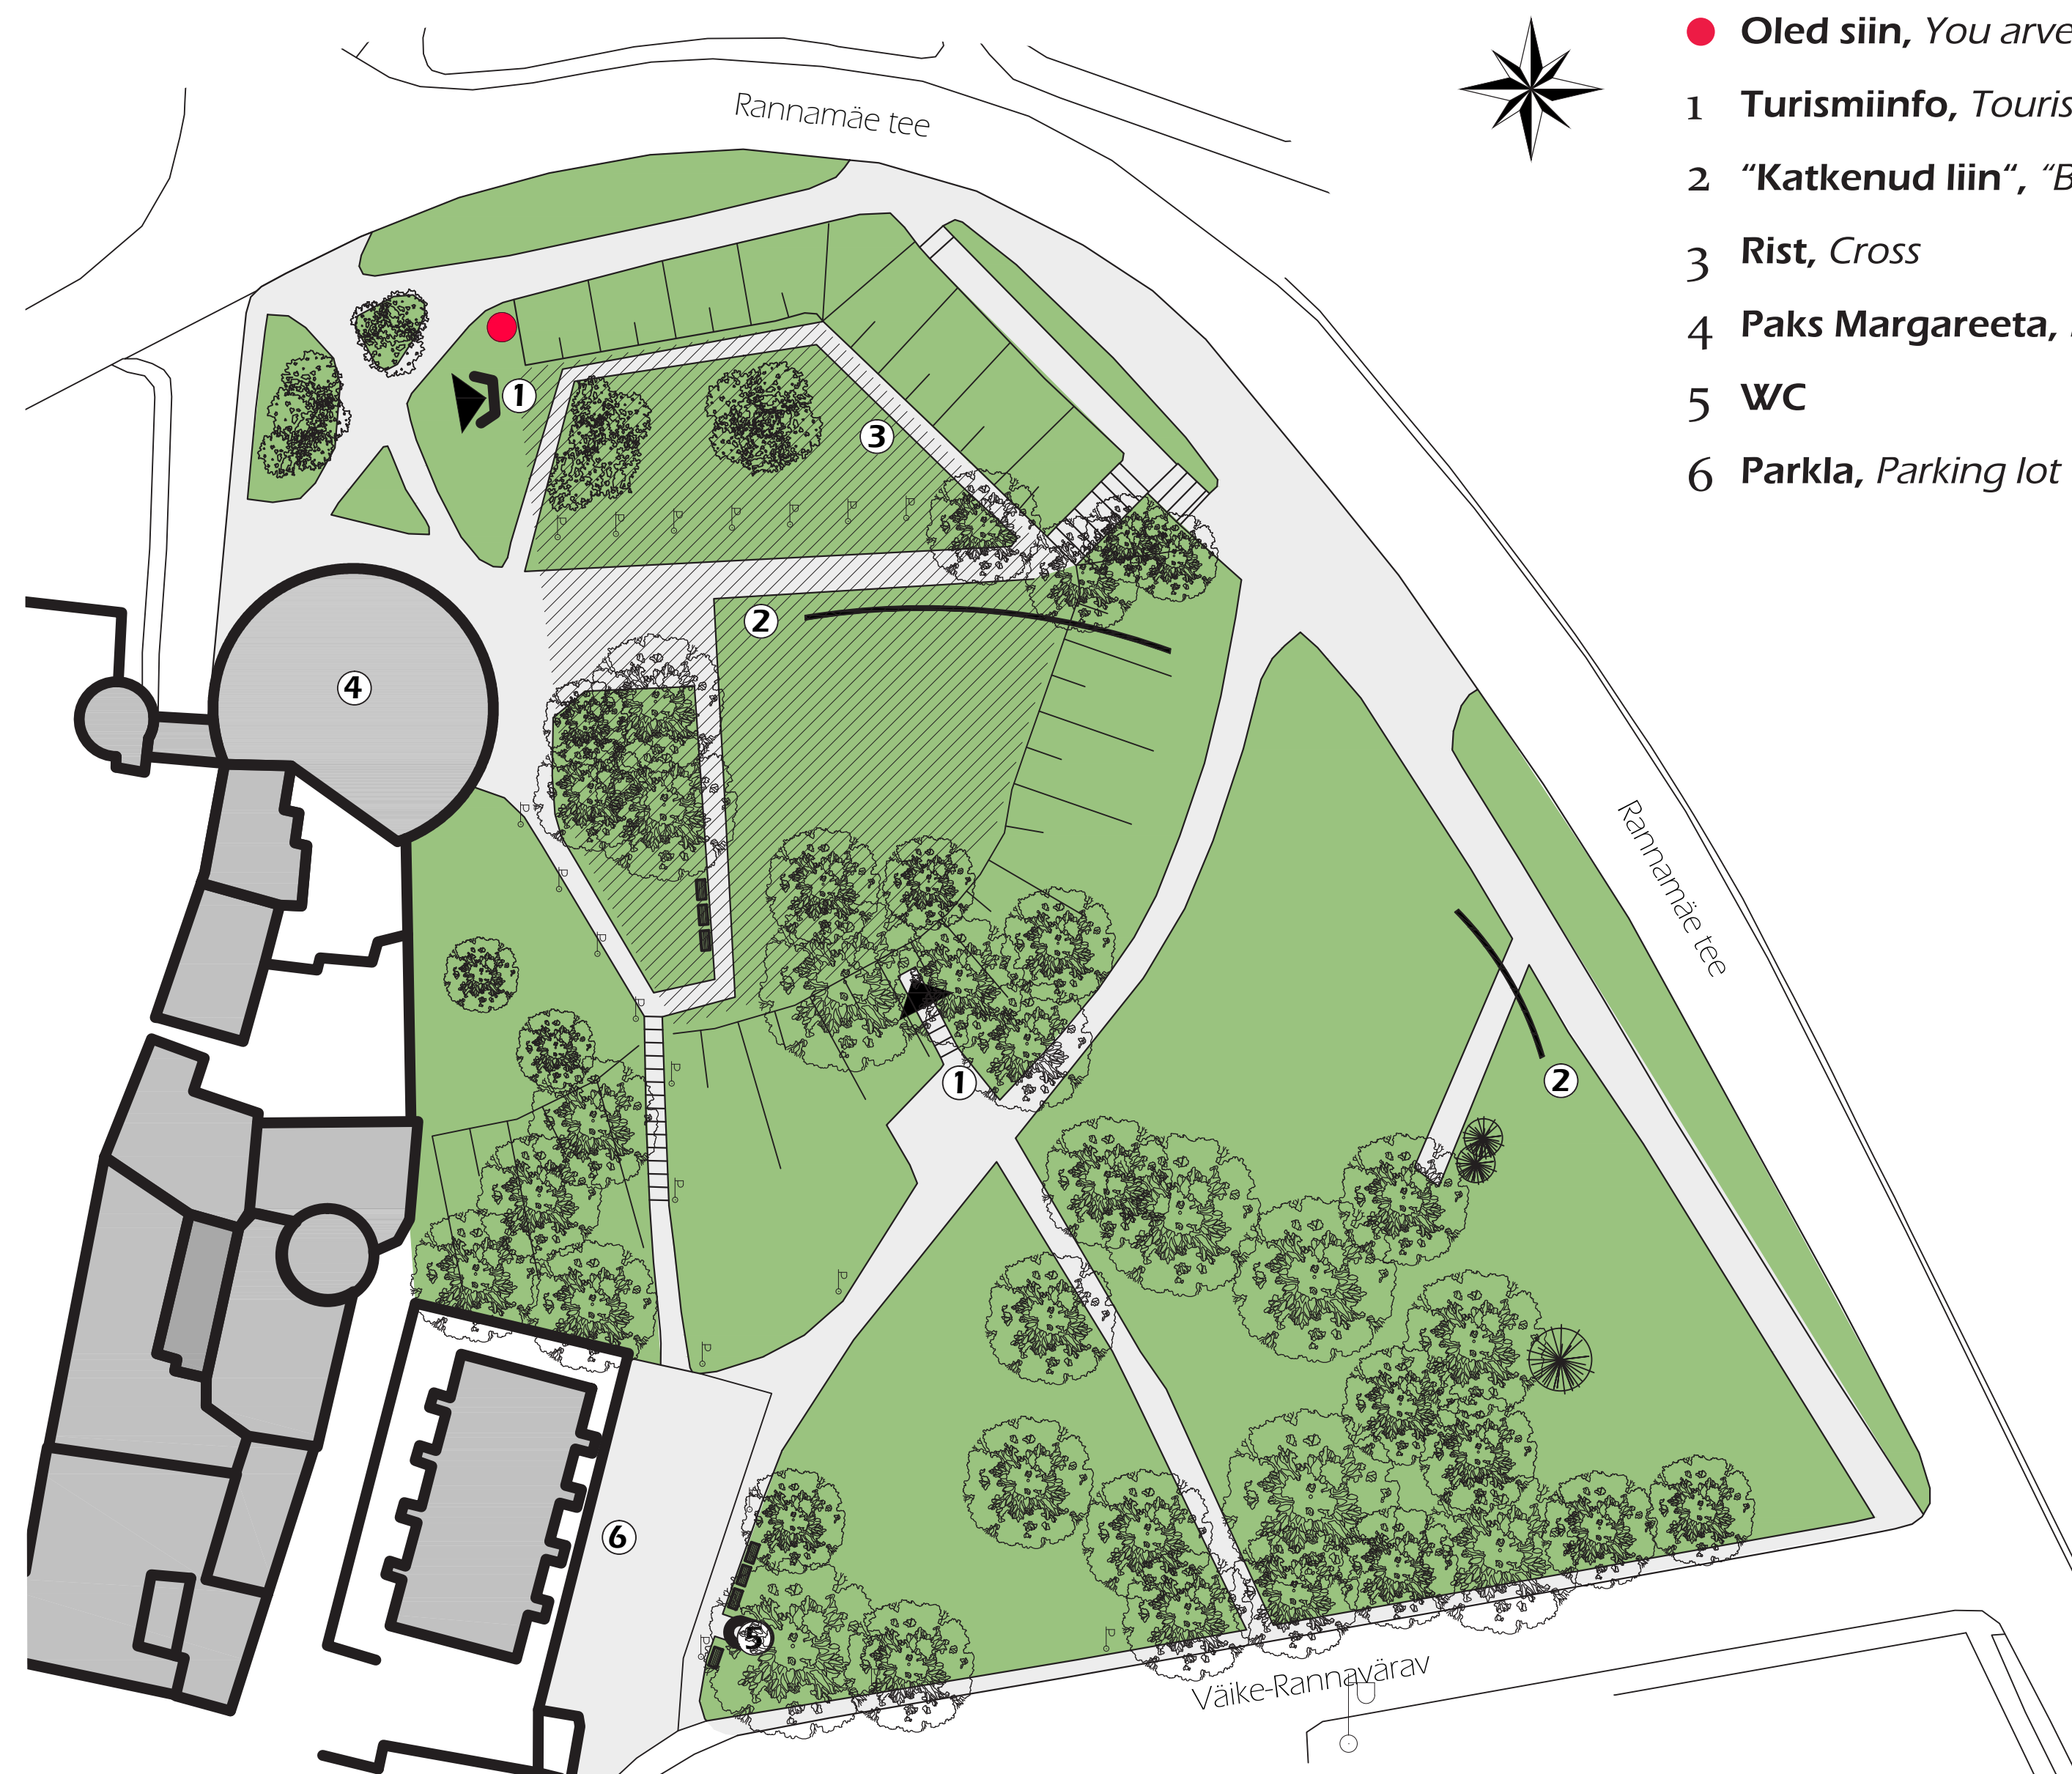 Rannamäe tee
Oled siin, You arve
1 Turismiinfo, Touris
2 “Katkenud liin“, “B
3 Rist, Cross
4 Paks Margareeta,
5 WC
6 Parkla, Parking lot
1
3
2
4
Rannamäe tee
1
2
6
5
Väike-Rannavärav